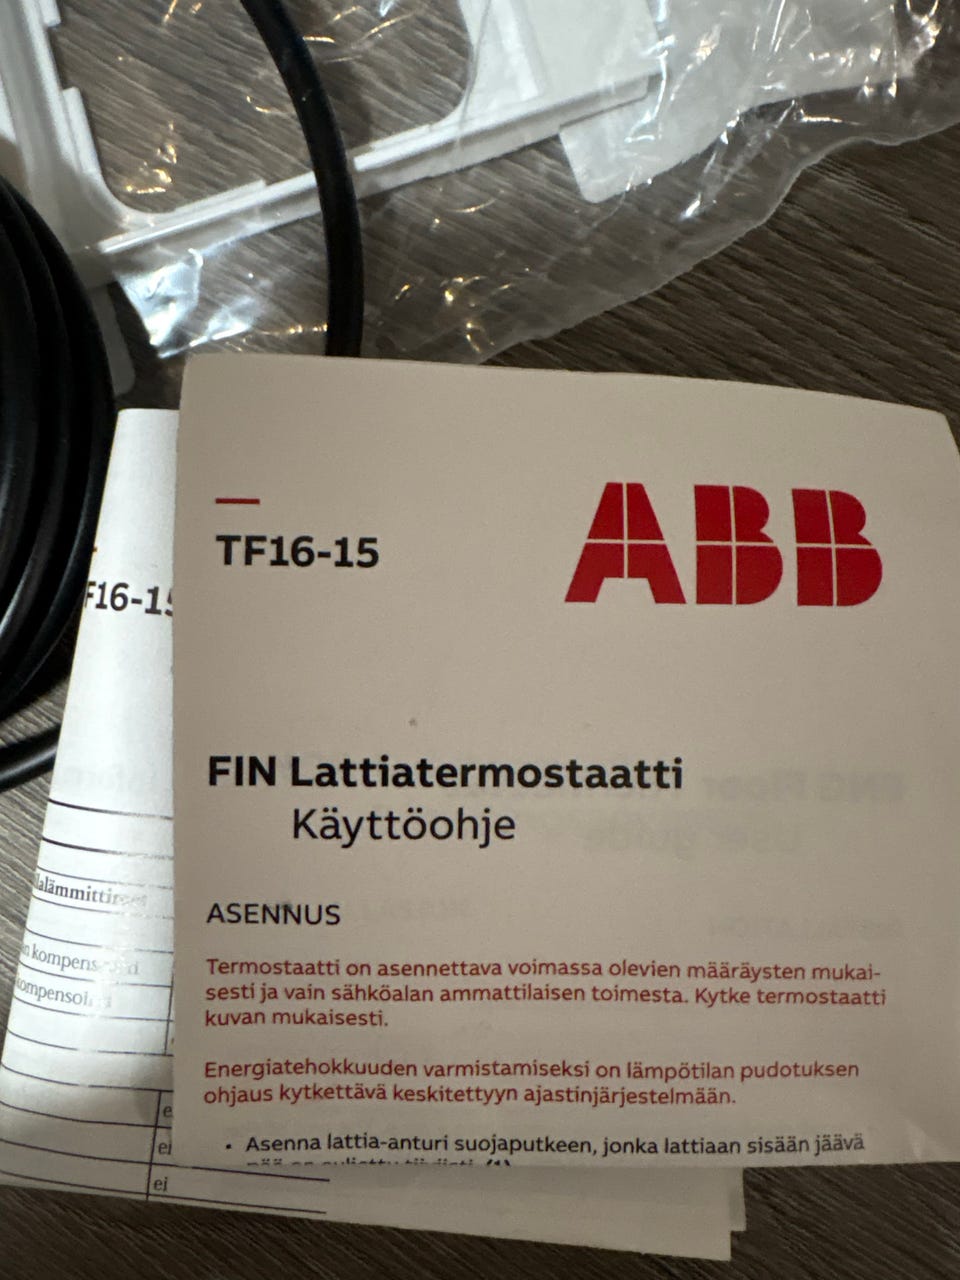 TF16-15
ABB
FIN Lattiatermostaatti
Käyttöohje
ASENNUS
Termostaatti on asennettava voimassa olevien määräysten mukai-
sesti ja vain sähköalan ammattilaisen toimesta. Kytke termostaatti
kuvan mukaisesti.
Energiatehokkuuden varmistamiseksi on lämpötilan pudotuksen
ohjaus kytkettävä keskitettyyn ajastinjärjestelmään.
• Asenna lattia-anturi suojaputkeen, jonka lattiaan sisään jäävä
F16-15
ei
ei